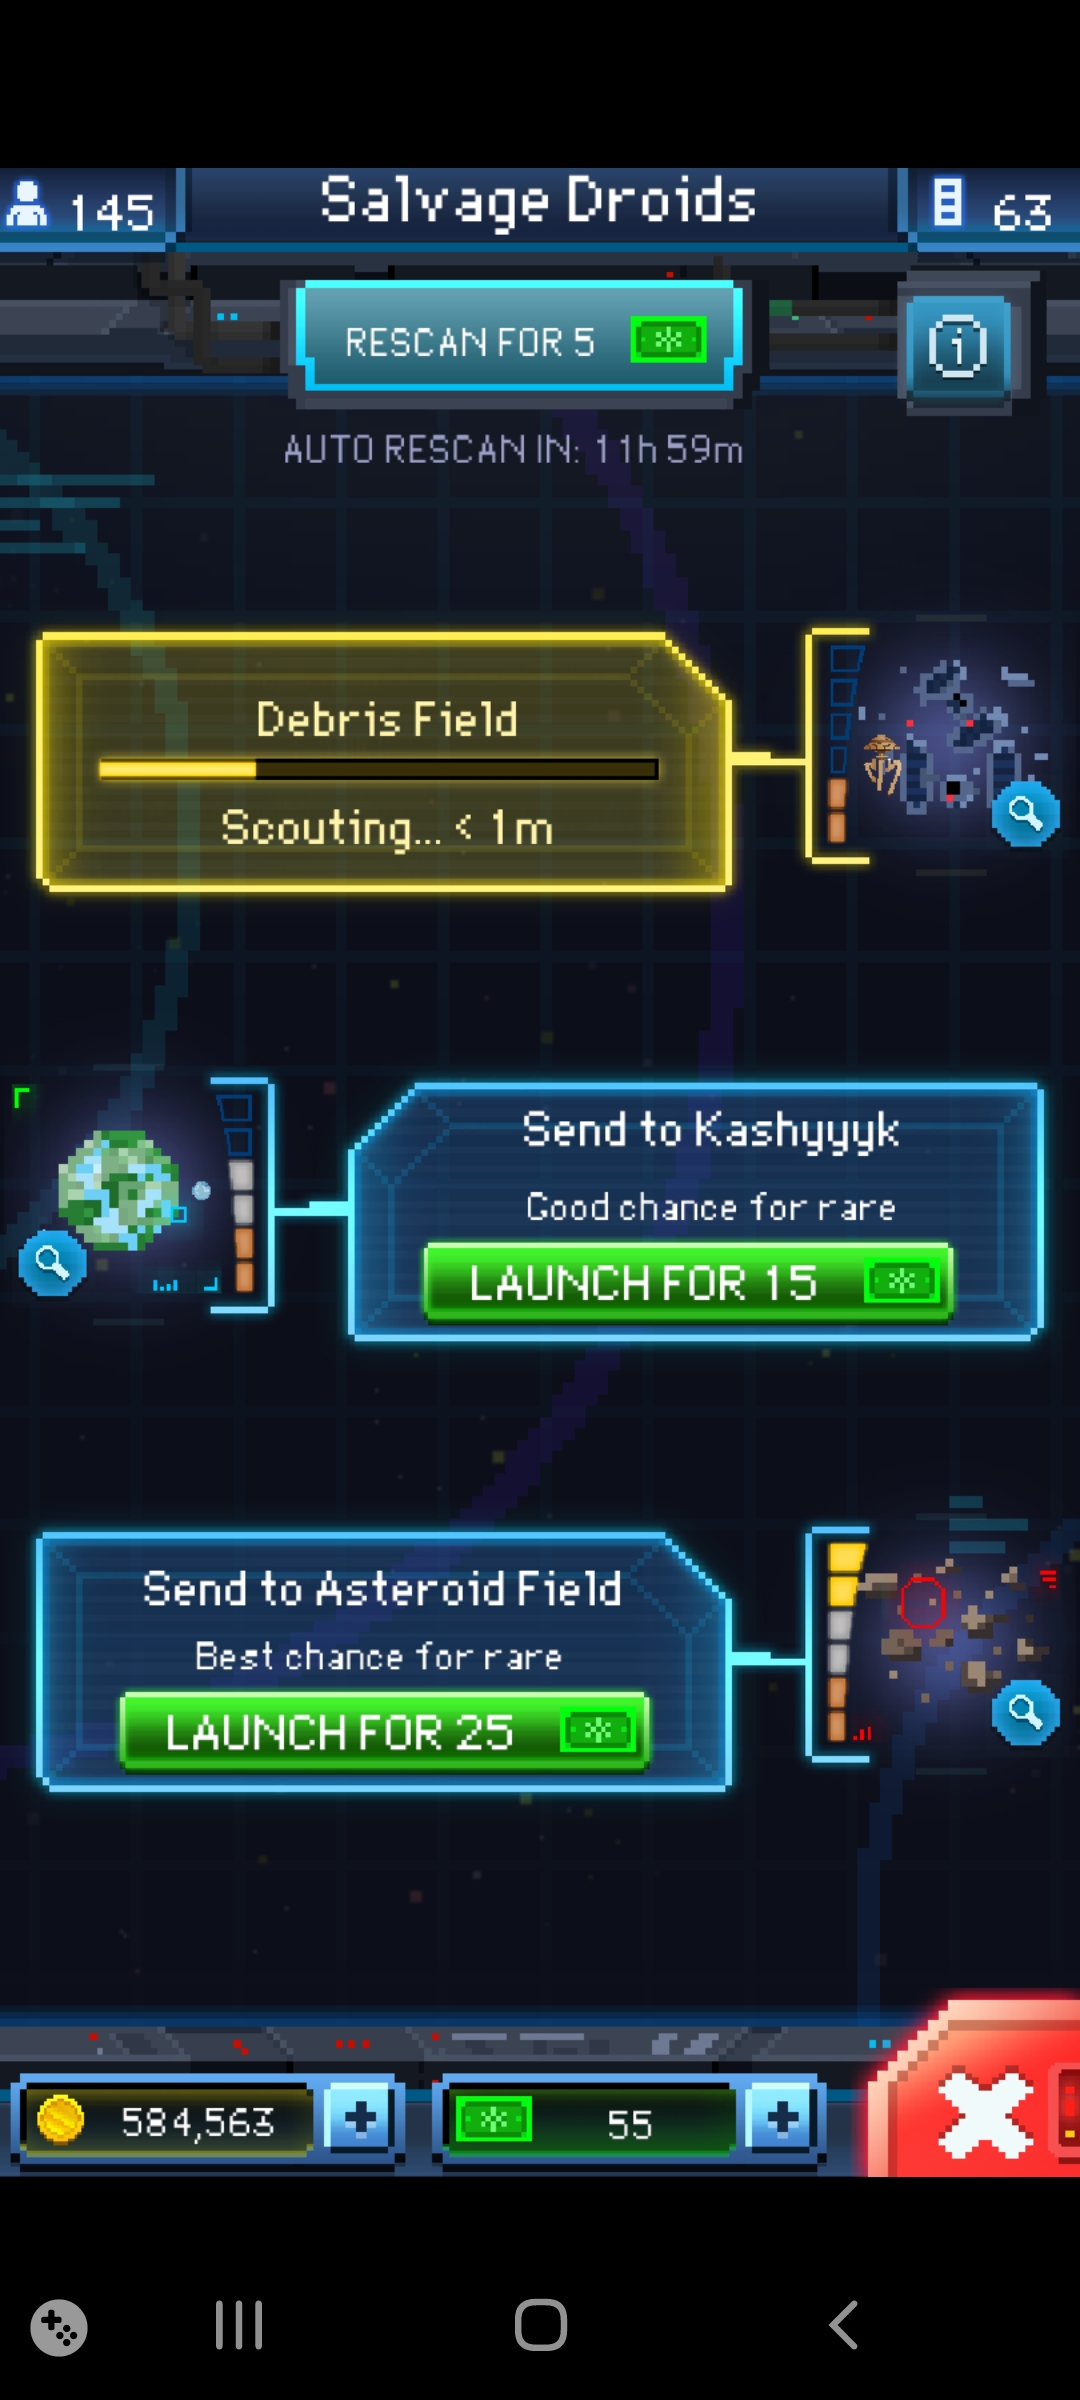 145
Salvage Droids
63
RESCAN FOR 5
AUTO RESCAN IN: 11h 59m
Debris Field
Scouting... < 1m
Send to Kashyyyk
Good chance for rare
LAUNCH FOR 15
Send to Asteroid Field
Best chance for rare
LAUNCH FOR 25
584,563
55